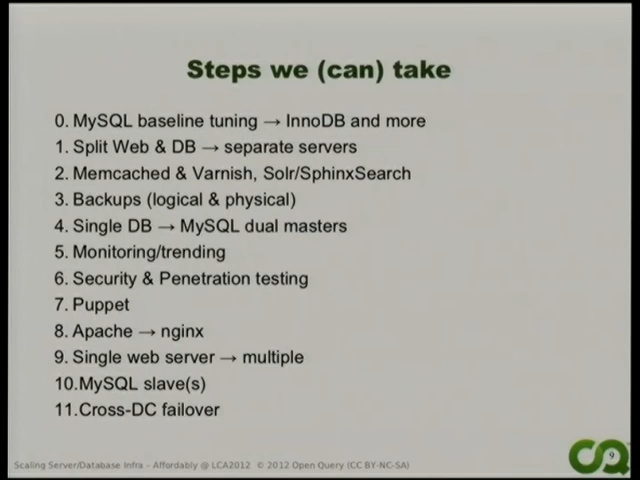 Steps we (can) take
0. MySQL baseline tuning → InnoDB and more
1. Split Web & DB → separate servers
2. Memcached & Varnish, Solr/SphinxSearch
3. Backups (logical & physical)
4. Single DB → MySQL dual masters
5. Monitoring/trending
6. Security & Penetration testing
7. Puppet
8. Apache → nginx
9. Single web server → multiple
10.MySQL slave(s)
11.Cross-DC failover
Scaling Server/Database Infra – Affordably @ LCA2012 © 2012 Open Query (CC BY-NC-SA)
9